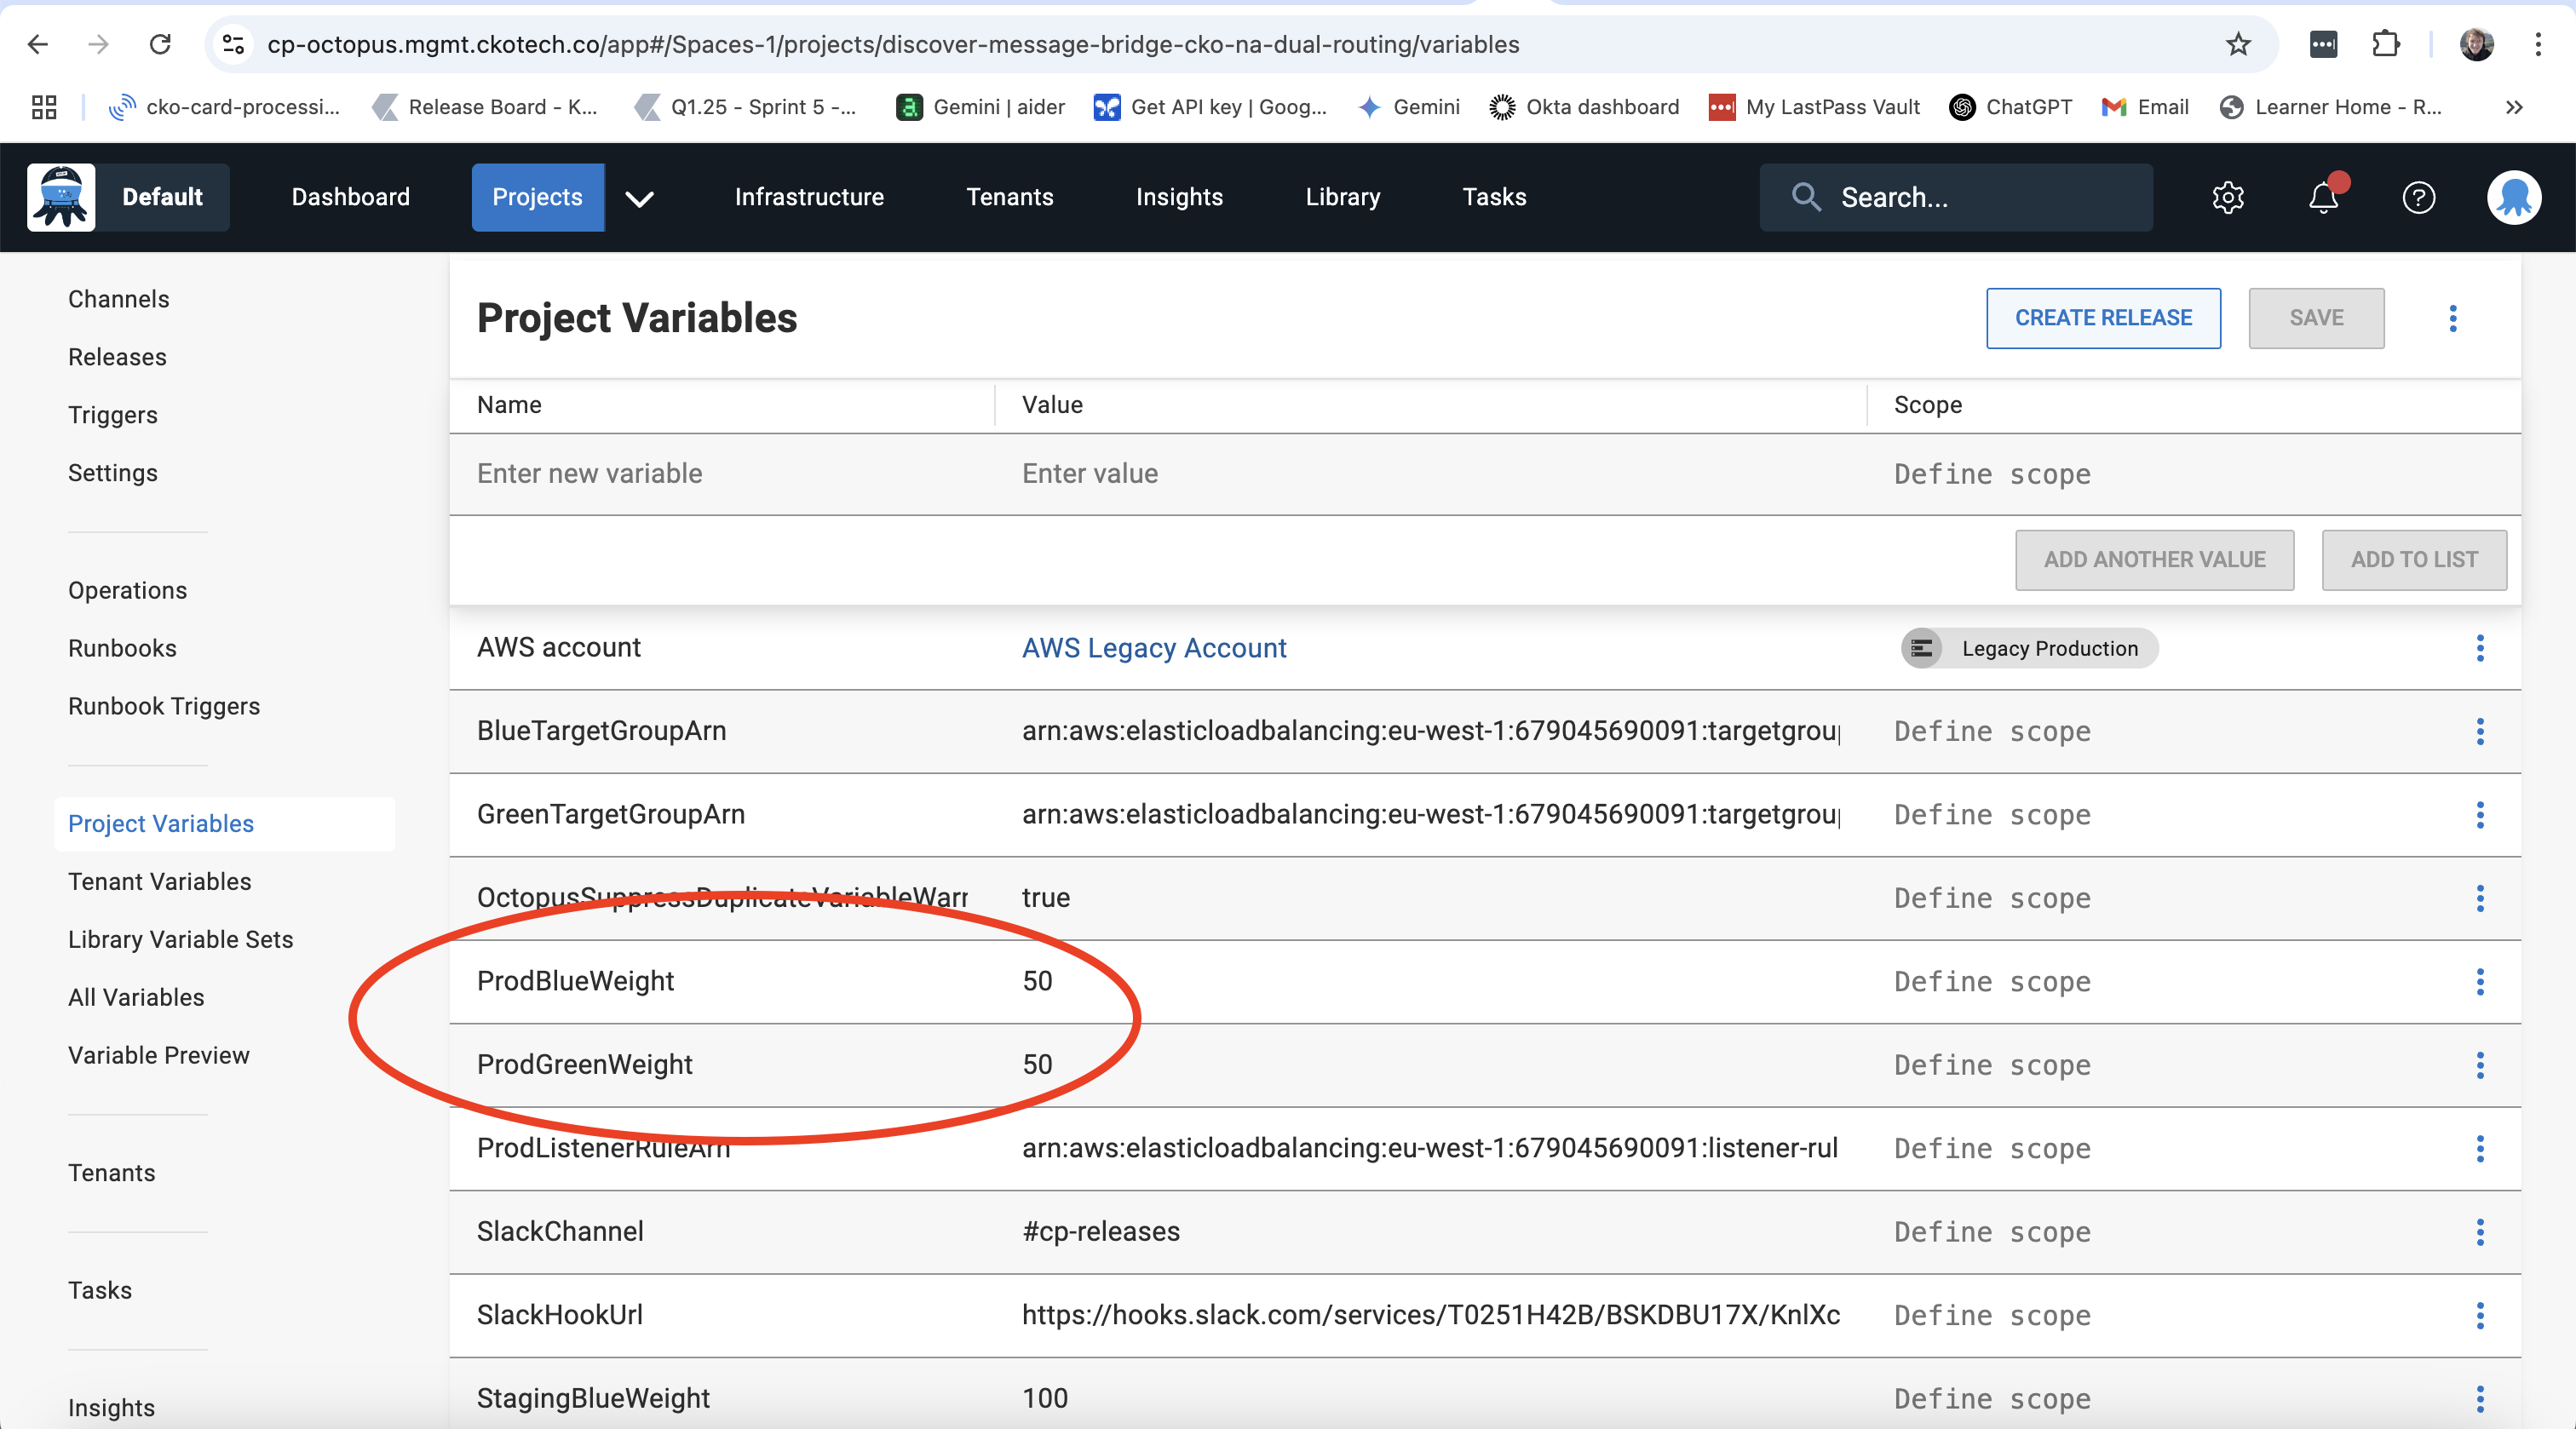 cp-octopus.mgmt.ckotech.co/app#/Spaces-1/projects/discover-message-bridge-cko-na-dual-routing/variables
cko-card-processi... Release Board - K... Q1.25 - Sprint 5 -... Gemini | aider Get API key | Goog... Gemini Okta dashboard My LastPass Vault ChatGPT Email Learner Home - R...
Default Dashboard Projects Infrastructure Tenants Insights Library Tasks Search...
Channels
Releases
Triggers
Settings
Operations
Runbooks
Runbook Triggers
Project Variables
Tenant Variables
Library Variable Sets
All Variables
Variable Preview
Tenants
Tasks
Insights
Project Variables CREATE RELEASE SAVE
Name Value Scope
Enter new variable Enter value Define scope
ADD ANOTHER VALUE ADD TO LIST
AWS account AWS Legacy Account Legacy Production
BlueTargetGroupArn arn:aws:elasticloadbalancing:eu-west-1:679045690091:targetgrou Define scope
GreenTargetGroupArn arn:aws:elasticloadbalancing:eu-west-1:679045690091:targetgrou Define scope
OctopusSuppressDuplicateVariableWarr true Define scope
ProdBlueWeight 50 Define scope
ProdGreenWeight 50 Define scope
ProdListenerRuleArn arn:aws:elasticloadbalancing:eu-west-1:679045690091:listener-rul Define scope
SlackChannel #cp-releases Define scope
SlackHookUrl https://hooks.slack.com/services/T0251H42B/BSKDBU17X/KnlXc Define scope
StagingBlueWeight 100 Define scope